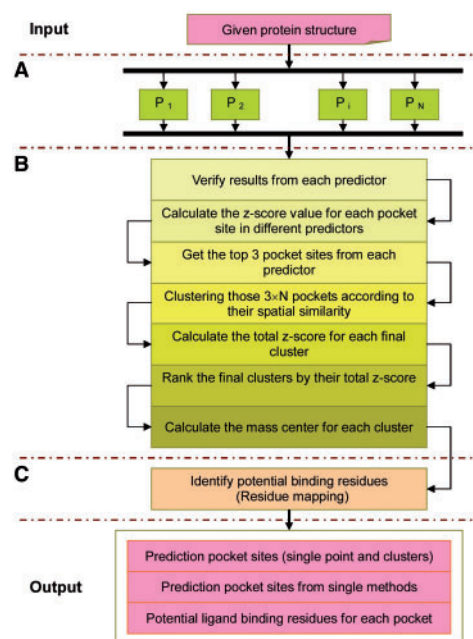 Input
Given protein structure
A
P 1
P 2
P i
P N
B
Verify results from each predictor
Calculate the z-score value for each pocket
site in different predictors
Get the top 3 pocket sites from each
predictor
Clustering those 3×N pockets according to
their spatial similarity
Calculate the total z-score for each final
cluster
Rank the final clusters by their total z-score
Calculate the mass center for each cluster
C
Identify potential binding residues
(Residue mapping)
Output
Prediction pocket sites (single point and clusters)
Prediction pocket sites from single methods
Potential ligand binding residues for each pocket